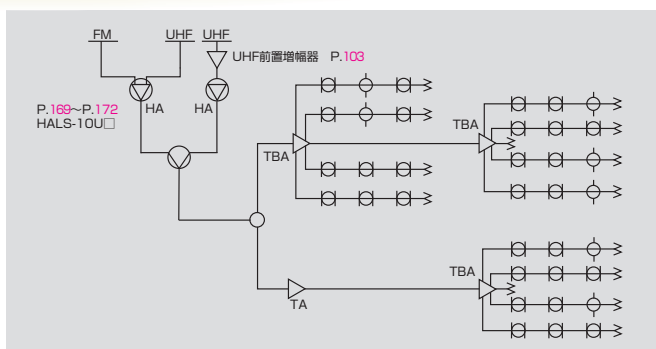 FM UHF UHF
UHF前置増幅器 P.103
P.169~P.172 HA HA
HALS-10U□
TBA TBA
TBA
TA